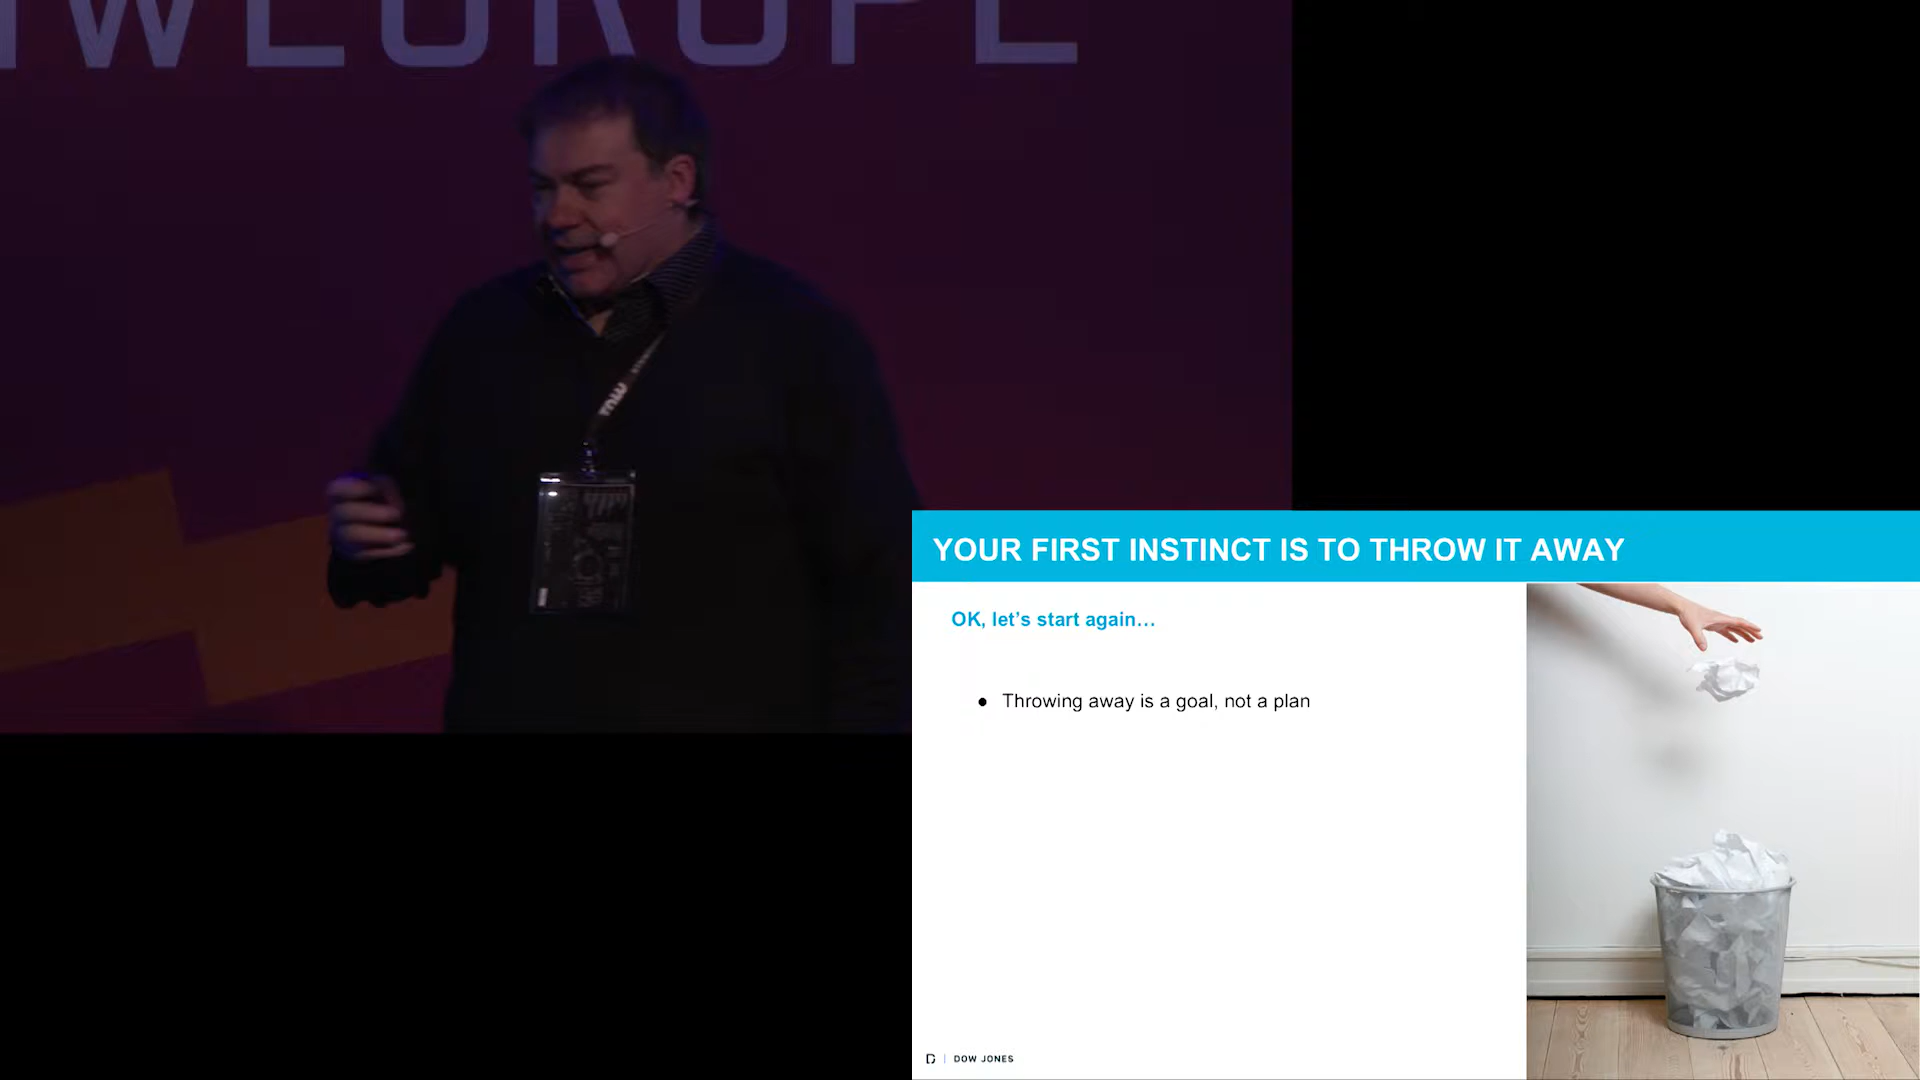 WEUROPE
YOUR FIRST INSTINCT IS TO THROW IT AWAY
OK, let’s start again…
● Throwing away is a goal, not a plan
DOW JONES